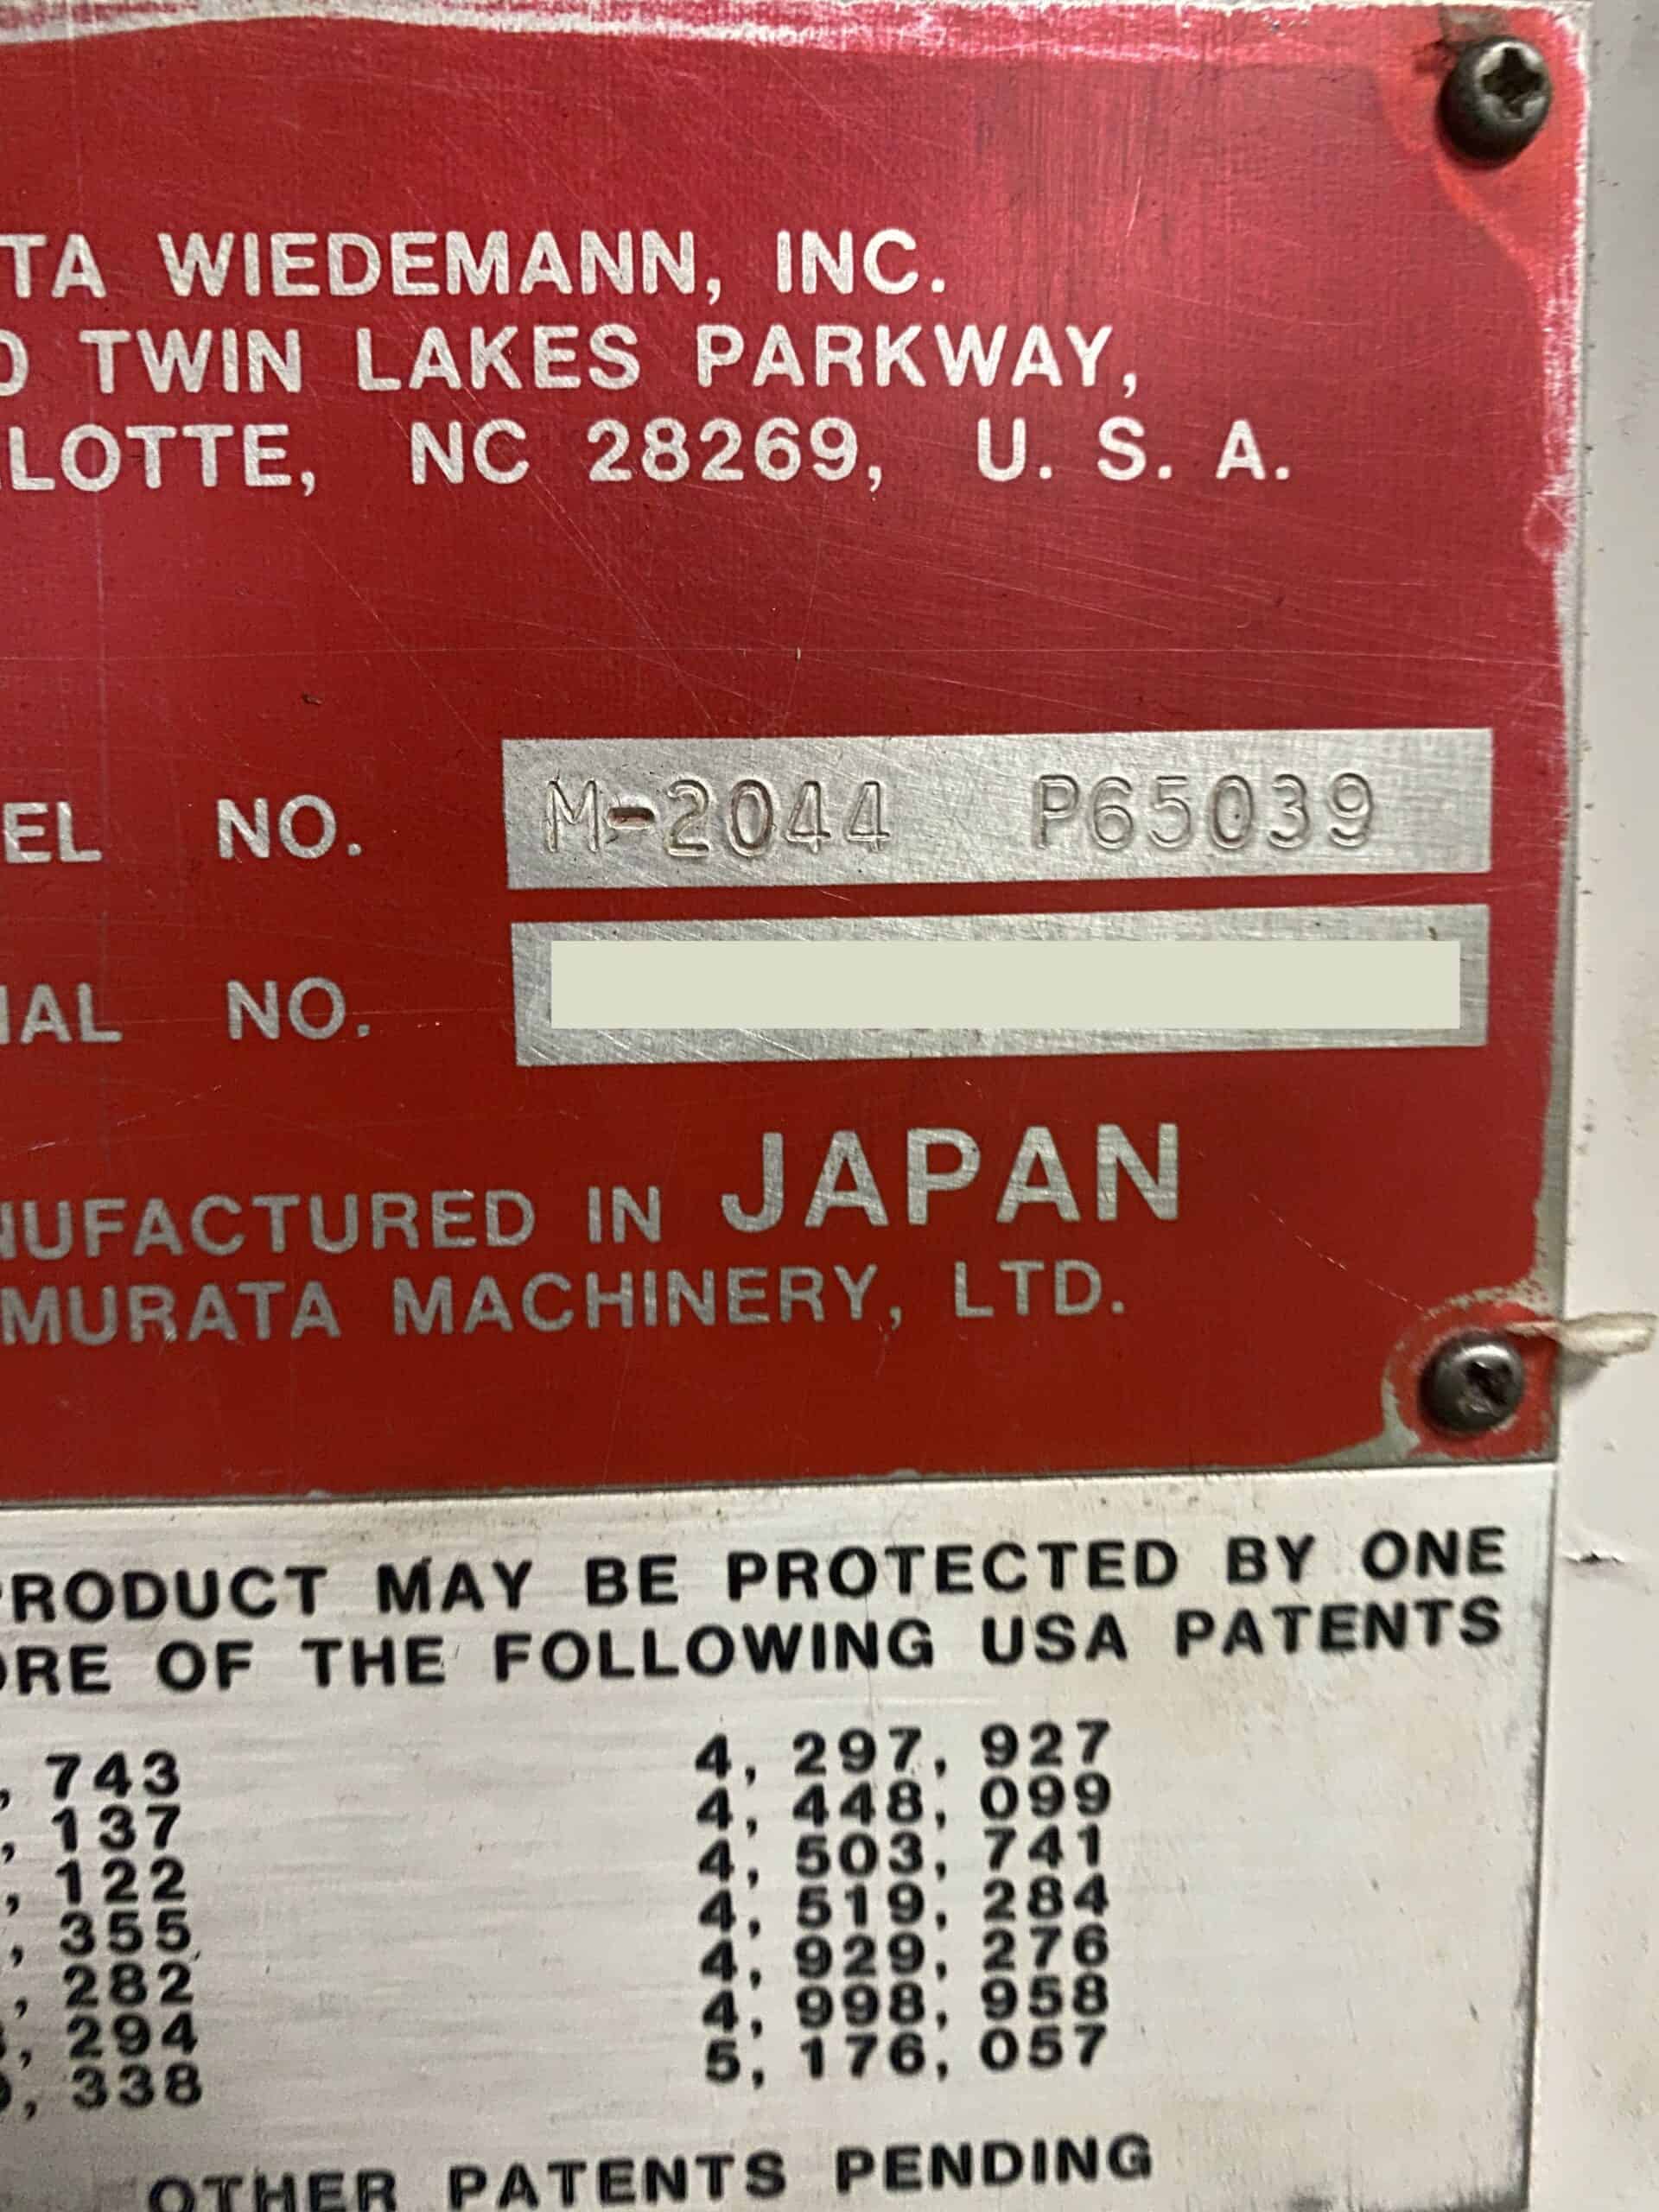 TA WIEDEMANN, INC.
0 TWIN LAKES PARKWAY,
LOTTE, NC 28269, U. S. A.
EL NO. M-2044 P65039
IAL NO.
NUFACTURED IN JAPAN
MURATA MACHINERY, LTD.
PRODUCT MAY BE PROTECTED BY ONE
ORE OF THE FOLLOWING USA PATENTS
, 743 4, 297, 927
, 137 4, 448, 099
, 122 4, 503, 741
, 355 4, 519, 284
, 282 4, 929, 276
, 294 4, 998, 958
, 338 5, 176, 057
OTHER PATENTS PENDING